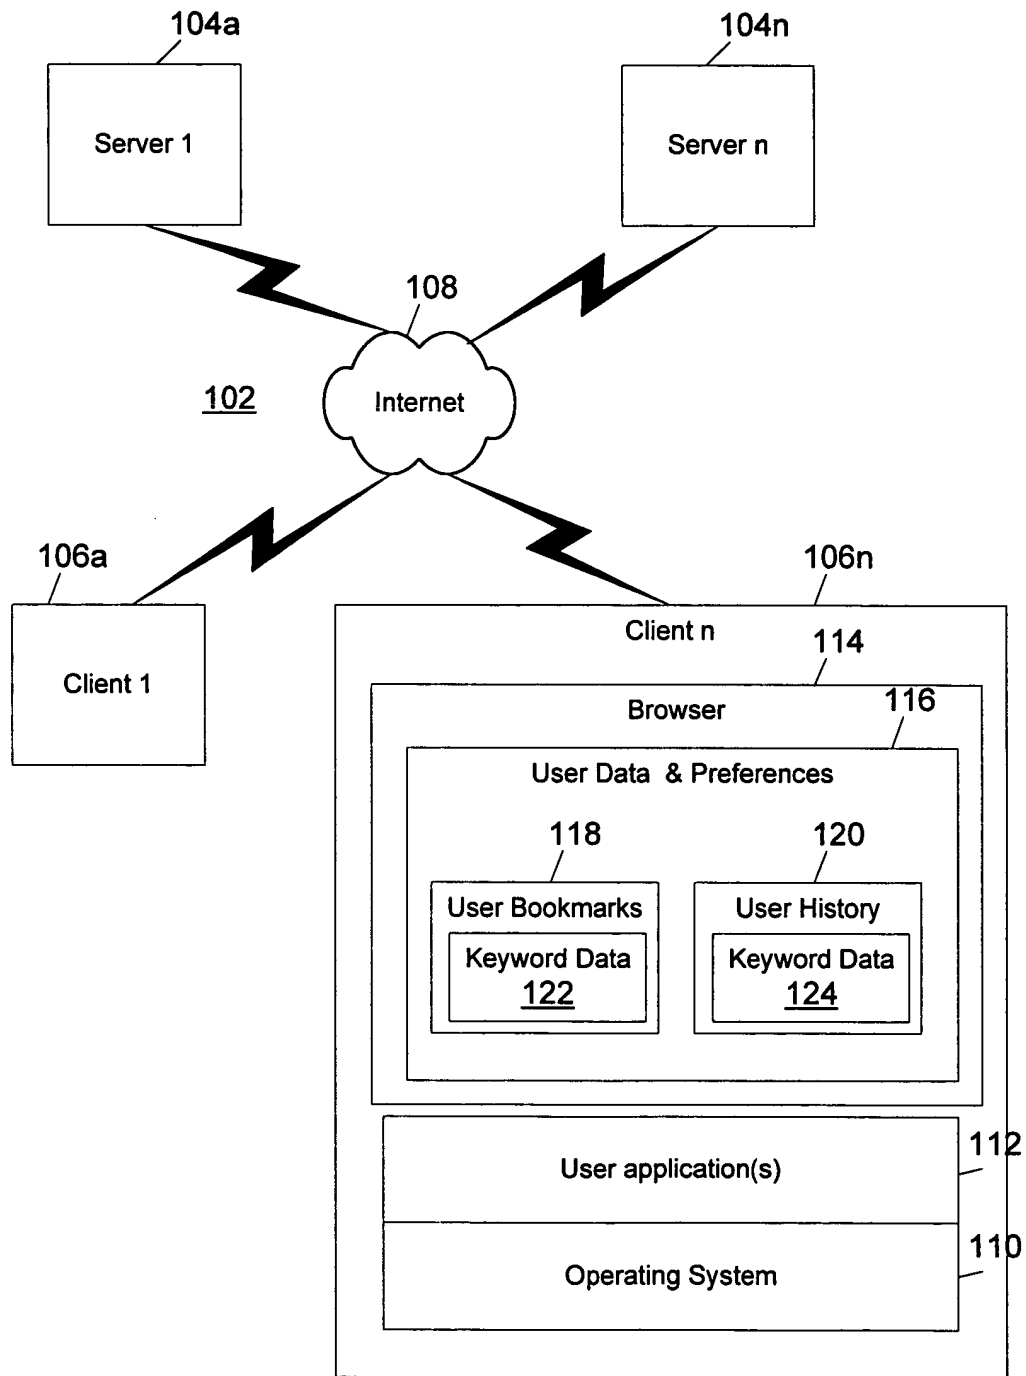 104a
104n
Server 1
Server n
108
102
Internet
106a
106n
Client 1
Client n
114
Browser
116
User Data & Preferences
118
120
User Bookmarks
User History
Keyword Data
122
Keyword Data
124
112
User application(s)
110
Operating System